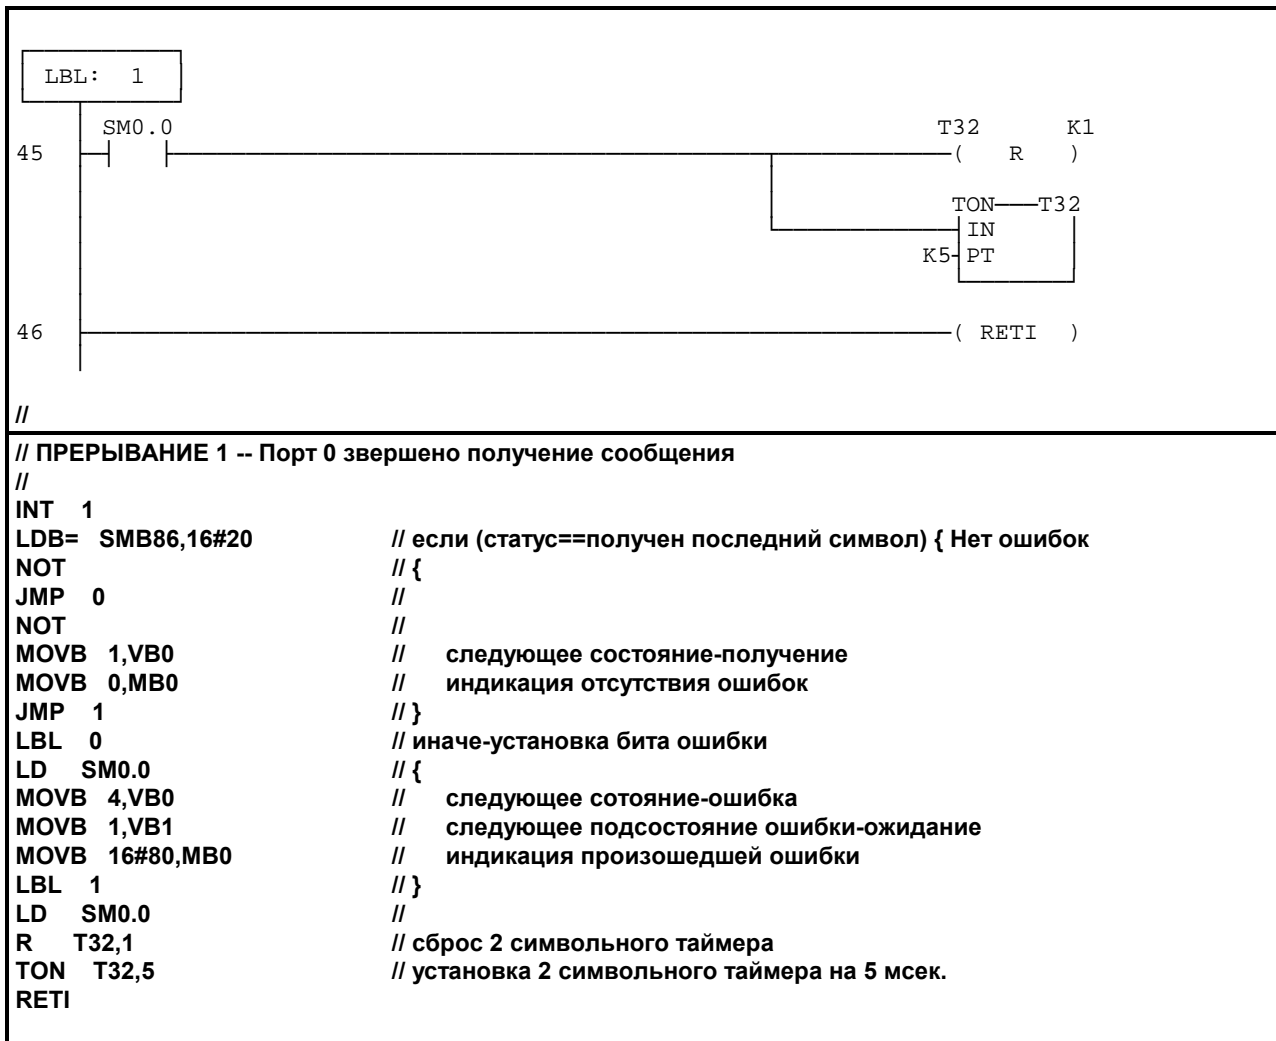 LBL: 1
SM0.0 T32 K1
45 ( R )
TON T32
IN
K5 PT
46 ( RETI )
//
// ПРЕРЫВАНИЕ 1 -- Порт 0 звершено получение сообщения
//
INT 1
LDB= SMB86,16#20 // если (статус==получен последний символ) { Нет ошибок
NOT // {
JMP 0 //
NOT //
MOVB 1,VB0 // следующее состояние-получение
MOVB 0,MB0 // индикация отсутствия ошибок
JMP 1 // }
LBL 0 // иначе-установка бита ошибки
LD SM0.0 // {
MOVB 4,VB0 // следующее сотояние-ошибка
MOVB 1,VB1 // следующее подсостояние ошибки-ожидание
MOVB 16#80,MB0 // индикация произошедшей ошибки
LBL 1 // }
LD SM0.0 //
R T32,1 // сброс 2 символьного таймера
TON T32,5 // установка 2 символьного таймера на 5 мсек.
RETI